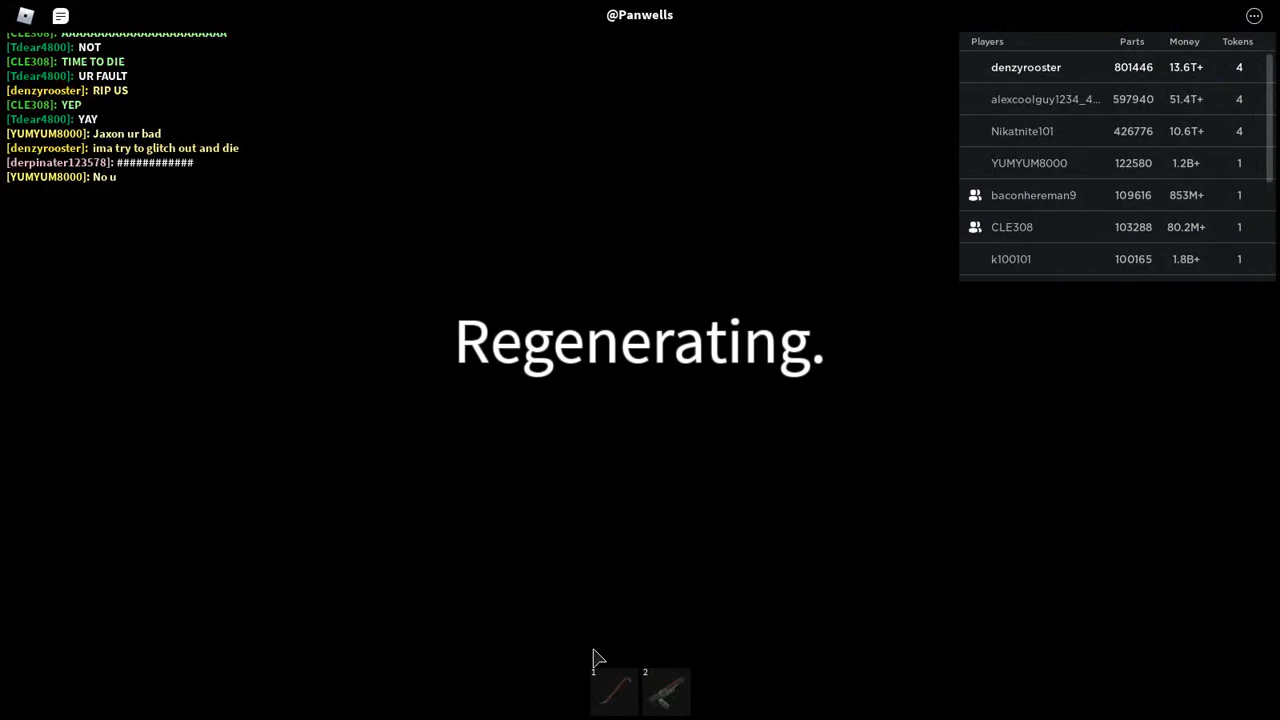 @Panwells
[CLE308]: AAAAAAAAAAAAAAAAAAAAAAA
[Tdear4800]: NOT
[CLE308]: TIME TO DIE
[Tdear4800]: UR FAULT
[denzyrooster]: RIP US
[CLE308]: YEP
[Tdear4800]: YAY
[YUMYUM8000]: Jaxon ur bad
[denzyrooster]: ima try to glitch out and die
[derpinater123578]: ############
[YUMYUM8000]: No u
Players Parts Money Tokens
denzyrooster 801446 13.6T+ 4
alexcoolguy1234_4... 597940 51.4T+ 4
Nikatnite101 426776 10.6T+ 4
YUMYUM8000 122580 1.2B+ 1
baconhereman9 109616 853M+ 1
CLE308 103288 80.2M+ 1
k100101 100165 1.8B+ 1
Regenerating.
1 2